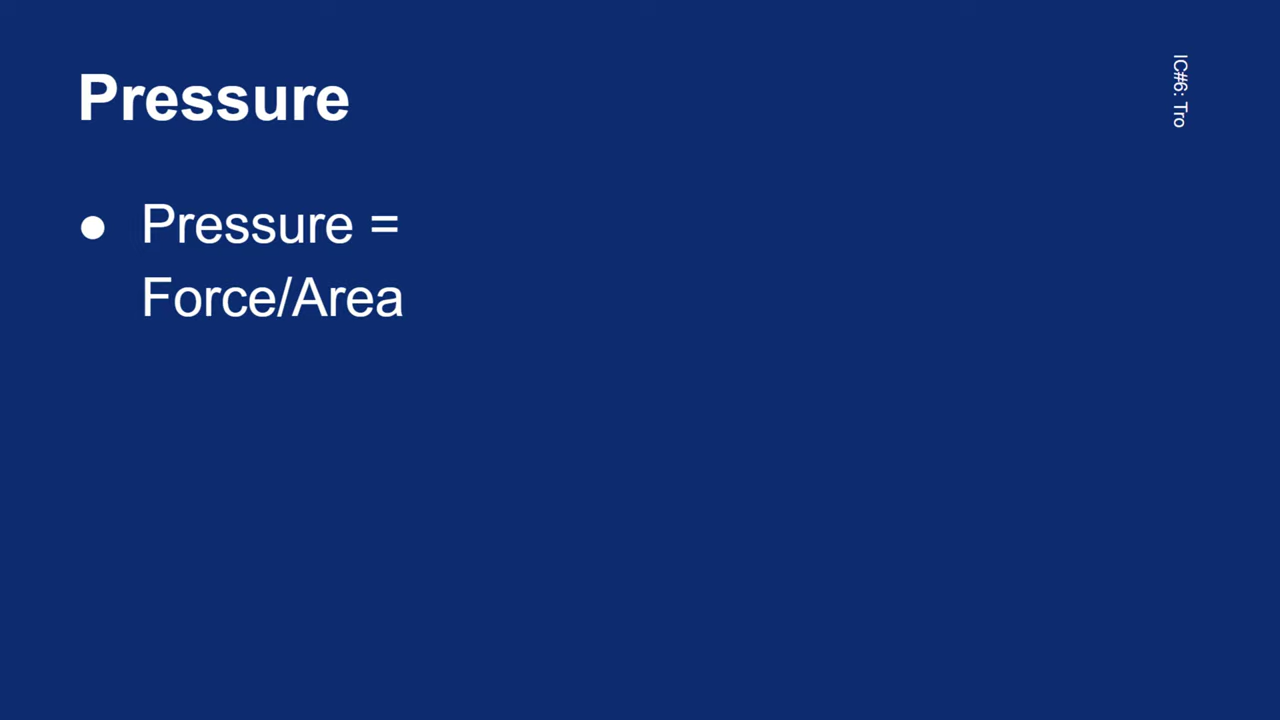 Pressure
IC#6: Tro
● Pressure =
Force/Area